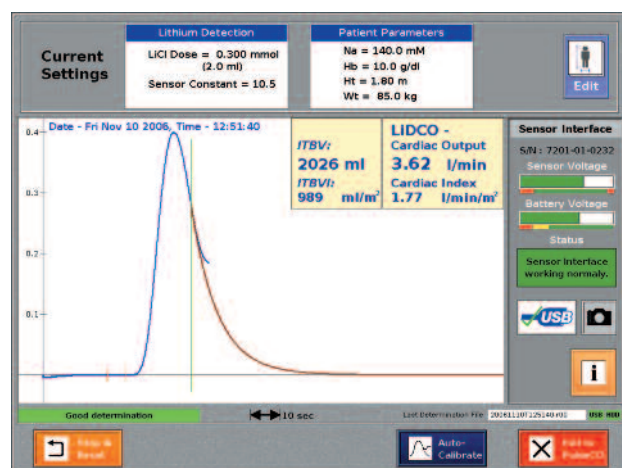 Current
Settings
Lithium Detection
LiCl Dose = 0.300 mmol
(2.0 ml)
Sensor Constant = 10.5
Patient Parameters
Na = 140.0 mM
Hb = 10.0 g/dl
Ht = 1.80 m
Wt = 85.0 kg
Edit
Date - Fri Nov 10 2006, Time - 12:51:40
0.4
0.3
0.2
0.1
ITBV:
2026 ml
ITBVI:
989 ml/m²
LiDCO -
Cardiac Output
3.62 l/min
Cardiac Index
1.77 l/min/m²
Sensor Interface
S/N : 7201-01-0232
Sensor Voltage
Battery Voltage
Status
Sensor Interface
working normaly.
USB
i
Good determination
10 sec
Last Determination File
USB HDD
Auto-
Calibrate